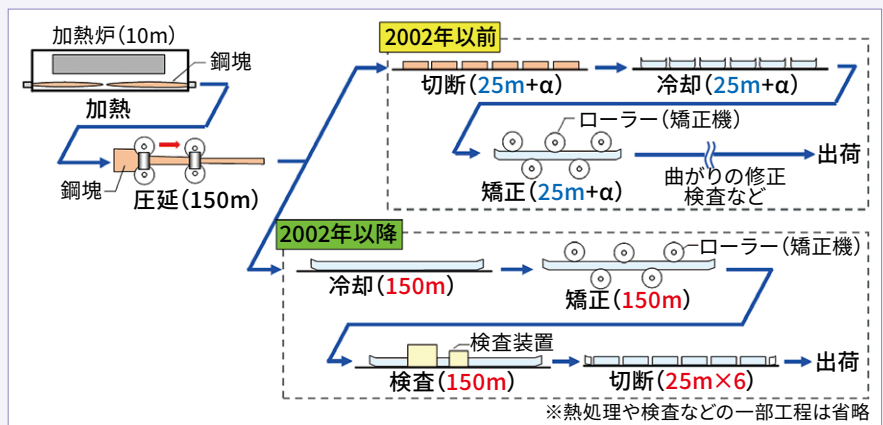 加熱炉（10m）
鋼塊
加熱
鋼塊
圧延（150m）
2002年以前
切断（25m+α）
冷却（25m+α）
ローラー（矯正機）
矯正（25m+α）
曲がりの修正
検査など
出荷
2002年以降
冷却（150m）
ローラー（矯正機）
矯正（150m）
検査装置
検査（150m）
切断（25m×6）
出荷
※熱処理や検査などの一部工程は省略